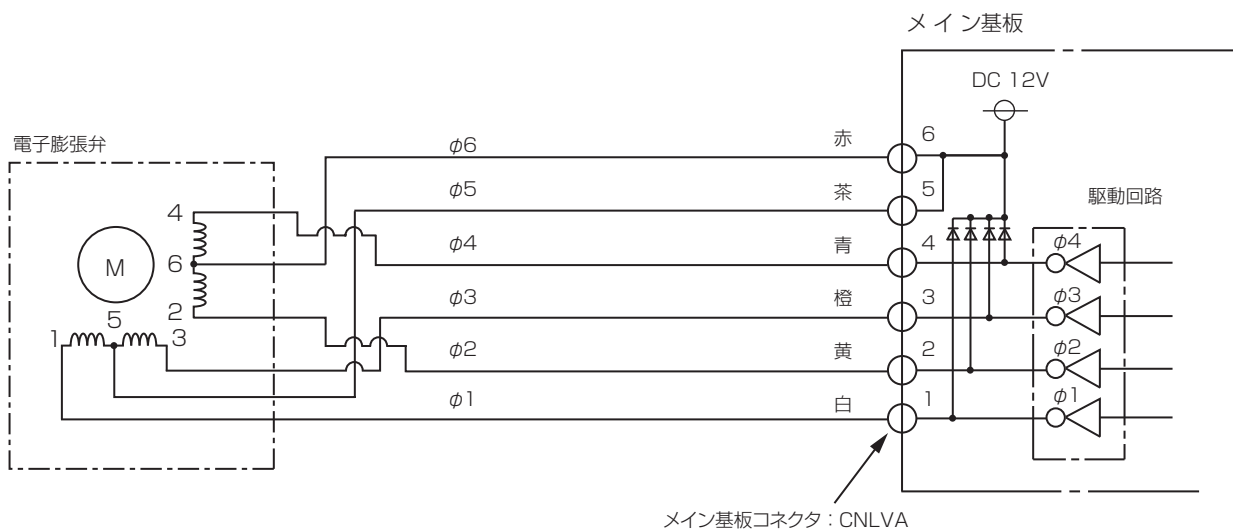 メイン基板
DC 12V
電子膨張弁
φ6 赤 6
φ5 茶 5
駆動回路
4
φ4 青 4 φ4
M 6
φ3 橙 3 φ3
2
1 5 3
φ2 黄 2 φ2
φ1 白 1 φ1
メイン基板コネクタ：CNLVA